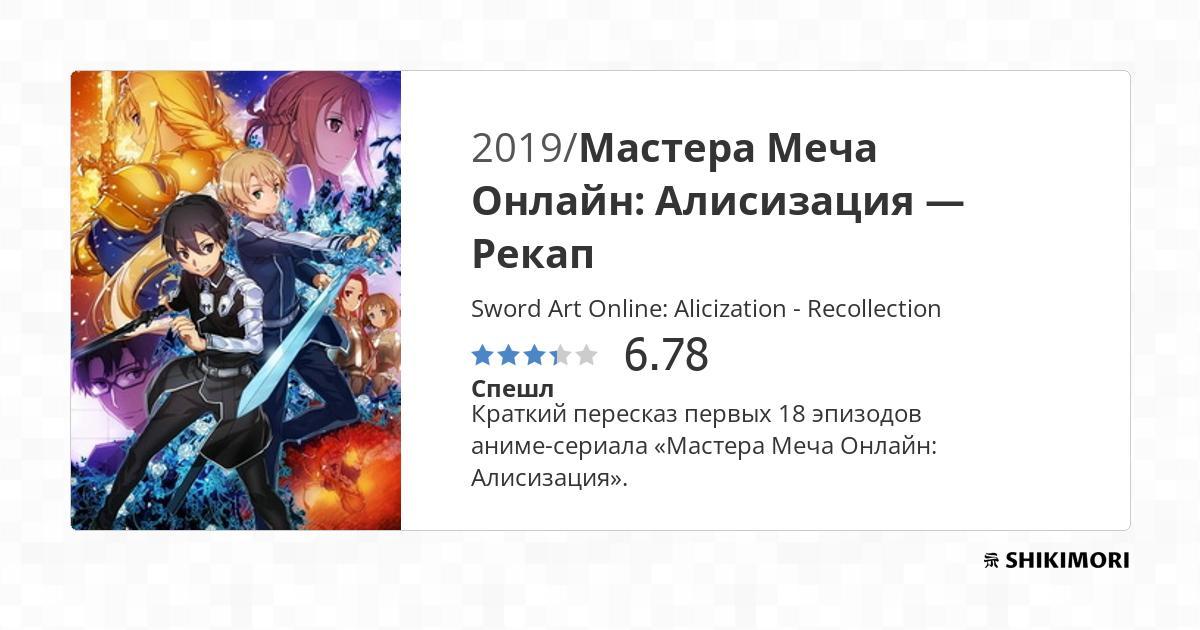 2019/Мастера Меча
Онлайн: Алисизация —
Рекап
Sword Art Online: Alicization - Recollection
6.78
Спешл
Краткий пересказ первых 18 эпизодов
аниме-сериала «Мастера Меча Онлайн:
Алисизация».
SHIKIMORI